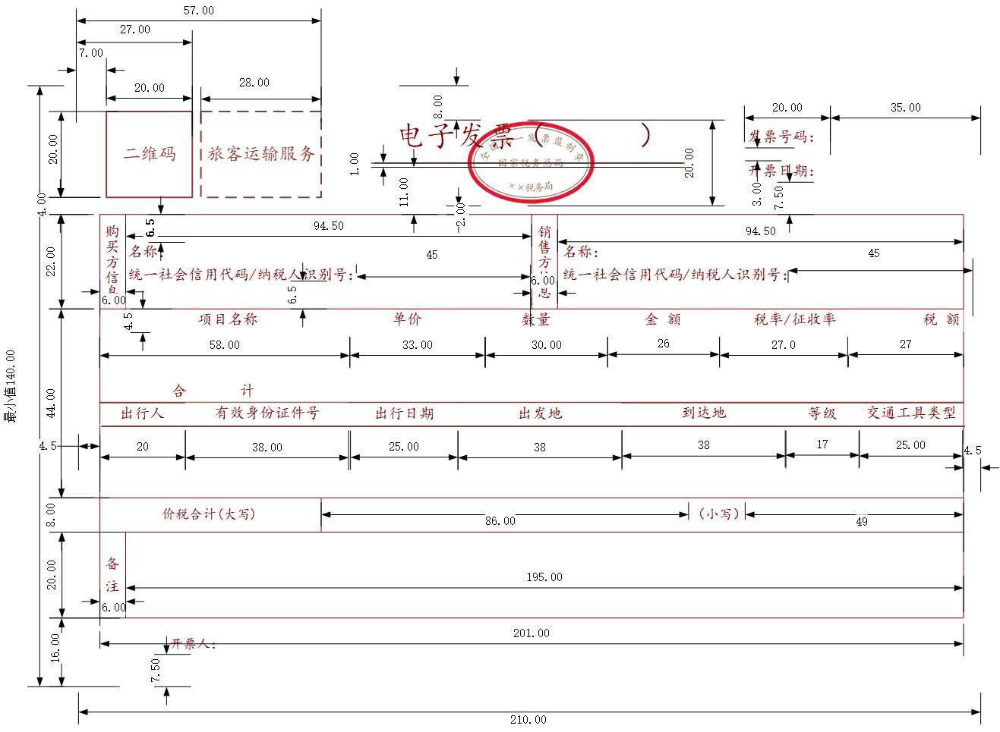 57.00
27.00
7.00
20.00
28.00
8.00
20.00
35.00
二维码
旅客运输服务
20.00
电子发票（ ）
全国统一发票监制章
国家税务总局
××税务局
1.00
11.00
2.00
20.00
发票号码：
开票日期：
3.00
7.50
4.00
购买方信息
6.5
94.50
销售方信息
94.50
22.00
名称：
45
名称：
45
统一社会信用代码/纳税人识别号：
统一社会信用代码/纳税人识别号：
6.00
6.5
6.00
4.5
项目名称
单价
数量
金 额
税率/征收率
税 额
58.00
33.00
30.00
26
27.0
27
最小值140.00
44.00
合 计
出行人
有效身份证件号
出行日期
出发地
到达地
等级
交通工具类型
4.5
20
38.00
25.00
38
38
17
25.00
4.5
8.00
价税合计(大写)
86.00
(小写)
49
20.00
备注
195.00
6.00
16.00
201.00
开票人：
7.50
210.00